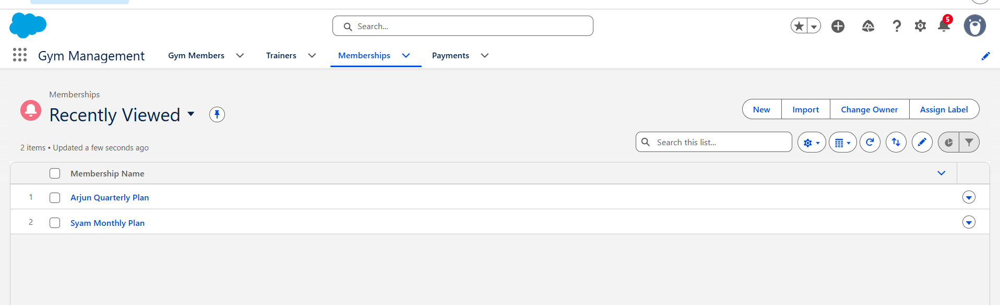 Search...
5
Gym Management
Gym Members
Trainers
Memberships
Payments
Memberships
Recently Viewed
New
Import
Change Owner
Assign Label
2 items • Updated a few seconds ago
Search this list...
Membership Name
1 Arjun Quarterly Plan
2 Syam Monthly Plan